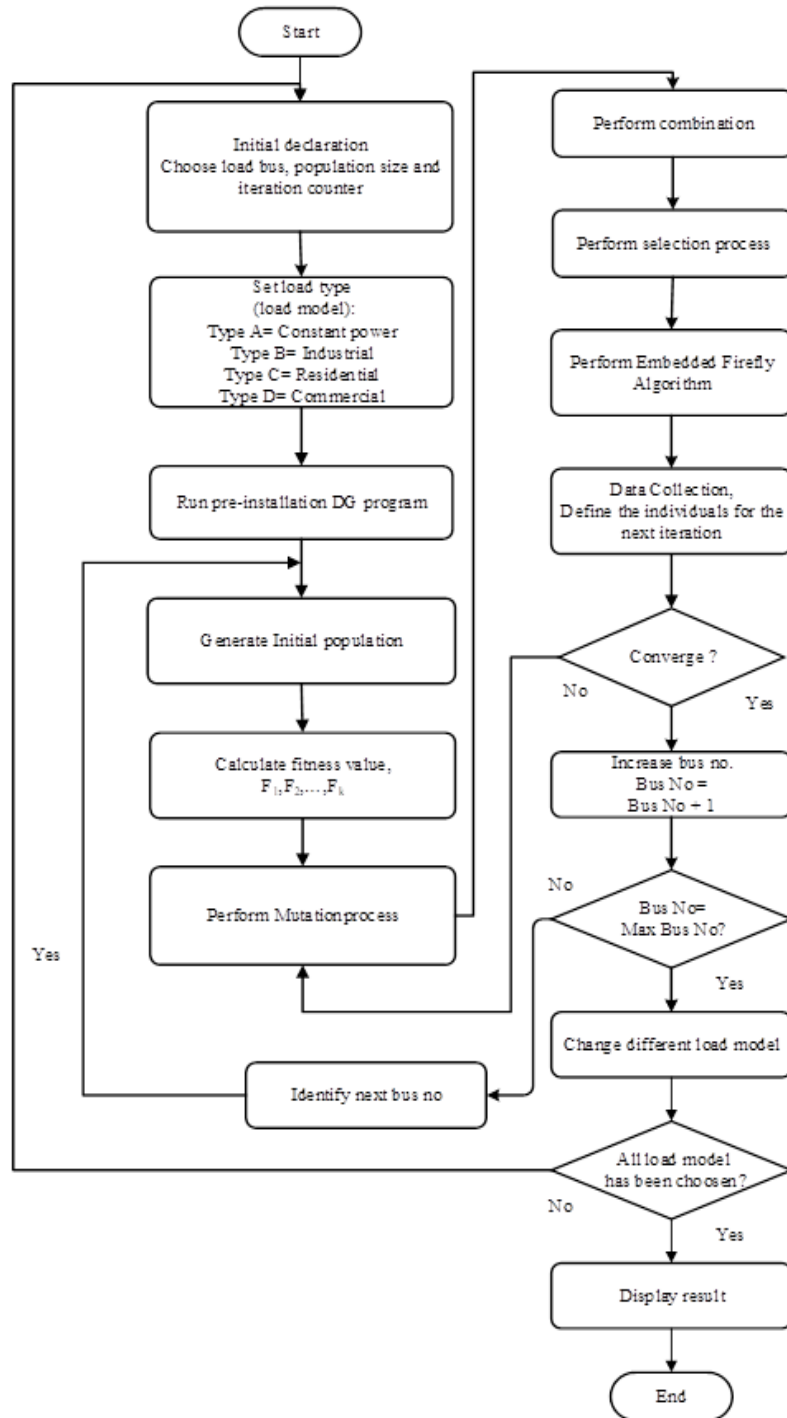 Start
Initial declaration
Choose load bus, population size and
iteration counter
Set load type
(load model):
Type A= Constant power
Type B= Industrial
Type C= Residential
Type D= Commercial
Run pre-installation DG program
Generate Initial population
Calculate fitness value,
F₁,F₂,...,Fₖ
Perform Mutationprocess
Yes
Identify next bus no
Perform combination
Perform selection process
Perform Embedded Firefly
Algorithm
Data Collection,
Define the individuals for the
next iteration
Converge ?
No
Yes
Increase bus no.
Bus No =
Bus No + 1
No
Bus No=
Max Bus No?
Yes
Change different load model
All load model
has been choosen?
No
Yes
Display result
End